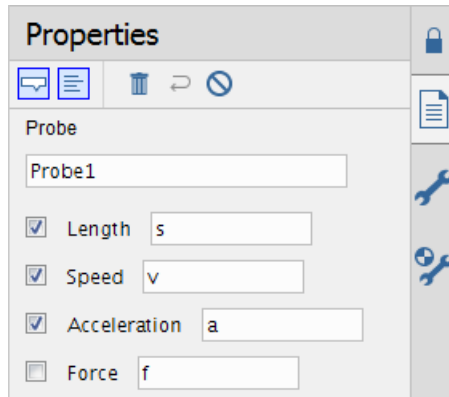 Properties
Probe
Probe1
Length s
Speed v
Acceleration a
Force f